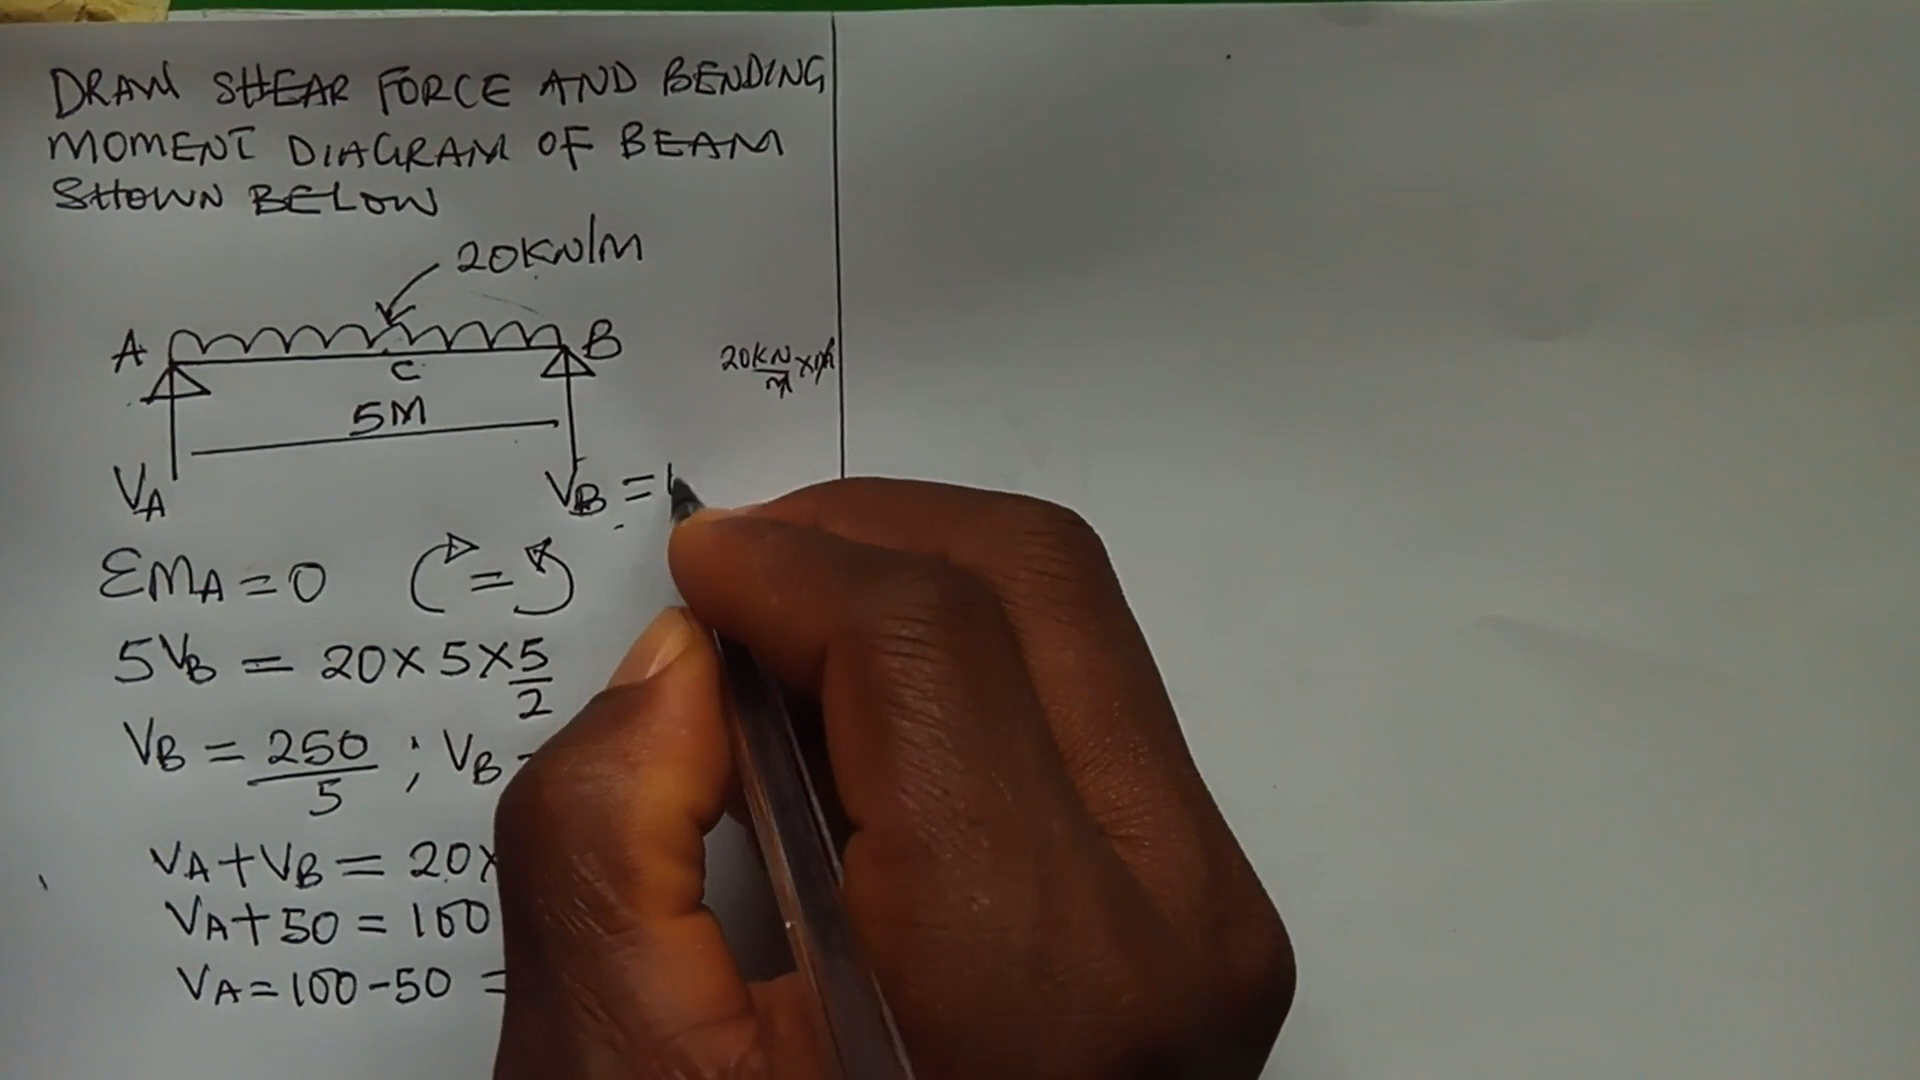 DRAW SHEAR FORCE AND BENDING
MOMENT DIAGRAM OF BEAM
SHOWN BELOW
20KN/M
A B
C
20KN/M × M
5M
VA VB =
ΣMA = 0 ( = )
5VB = 20 × 5 × 5/2
VB = 250/5 ; VB
VA + VB = 20 ×
VA + 50 = 100
VA = 100 - 50 =